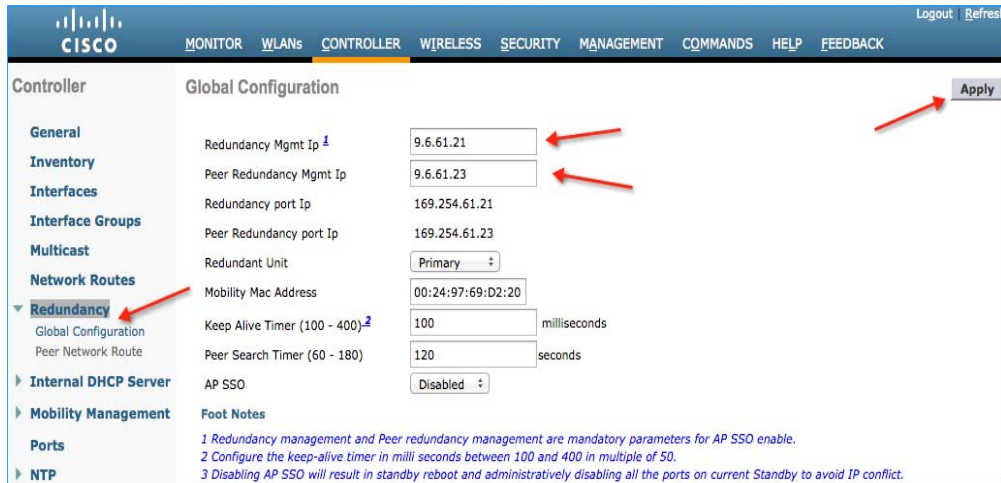 Logout | Refresh
CISCO
MONITOR WLANs CONTROLLER WIRELESS SECURITY MANAGEMENT COMMANDS HELP FEEDBACK
Controller
General
Inventory
Interfaces
Interface Groups
Multicast
Network Routes
Redundancy
Global Configuration
Peer Network Route
Internal DHCP Server
Mobility Management
Ports
NTP
Global Configuration
Apply
Redundancy Mgmt Ip 1 9.6.61.21
Peer Redundancy Mgmt Ip 9.6.61.23
Redundancy port Ip 169.254.61.21
Peer Redundancy port Ip 169.254.61.23
Redundant Unit Primary
Mobility Mac Address 00:24:97:69:D2:20
Keep Alive Timer (100 - 400) 2 100 milliseconds
Peer Search Timer (60 - 180) 120 seconds
AP SSO Disabled
Foot Notes
1 Redundancy management and Peer redundancy management are mandatory parameters for AP SSO enable.
2 Configure the keep-alive timer in milli seconds between 100 and 400 in multiple of 50.
3 Disabling AP SSO will result in standby reboot and administratively disabling all the ports on current Standby to avoid IP conflict.